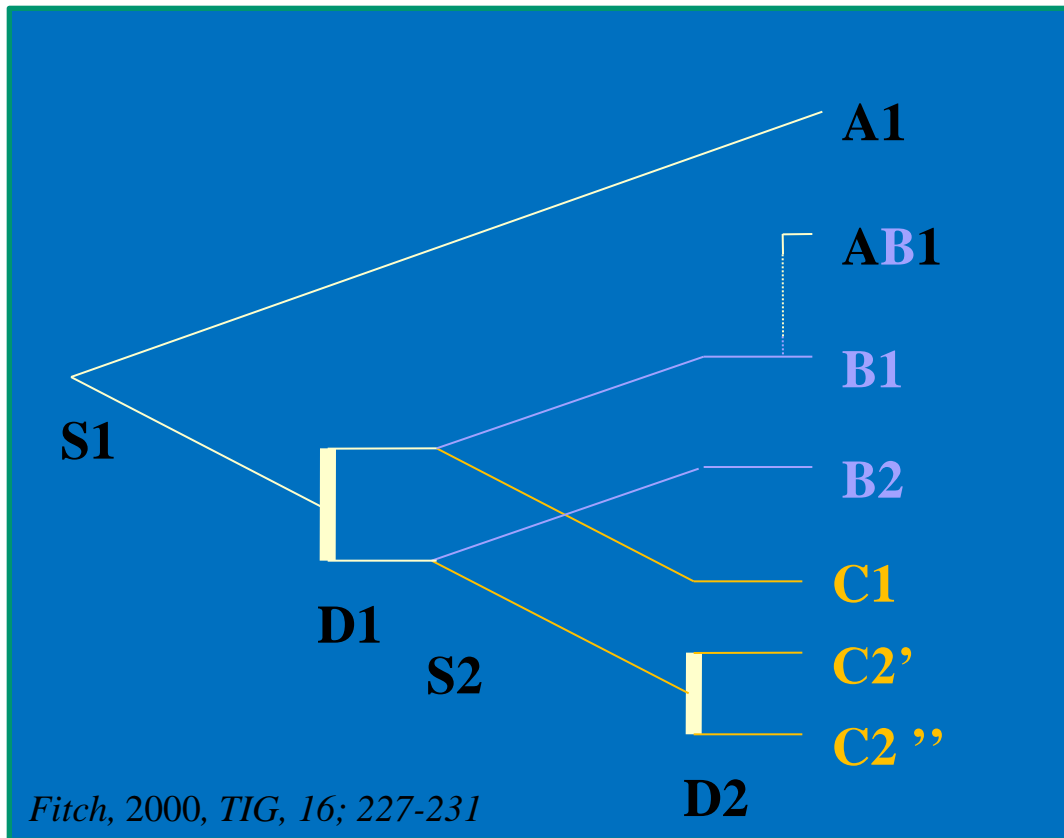 A1
AB1
B1
S1
B2
C1
D1
C2’
S2
C2 ’’
D2
Fitch, 2000, TIG, 16; 227-231